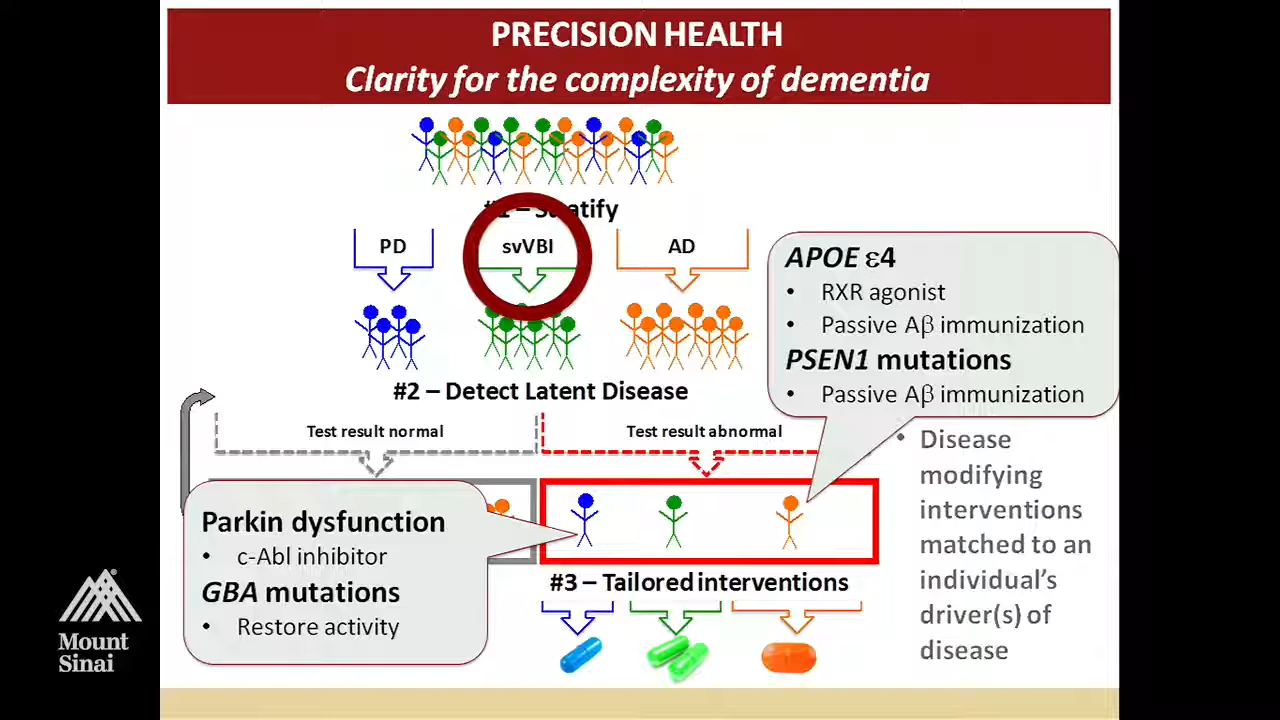 PRECISION HEALTH
Clarity for the complexity of dementia
#1 – Stratify
PD
svVBI
AD
APOE ε4
• RXR agonist
• Passive Aβ immunization
PSEN1 mutations
• Passive Aβ immunization
#2 – Detect Latent Disease
Test result normal
Test result abnormal
• Disease
modifying
interventions
matched to an
individual's
driver(s) of
disease
Parkin dysfunction
• c-Abl inhibitor
GBA mutations
• Restore activity
#3 – Tailored interventions
Mount
Sinai